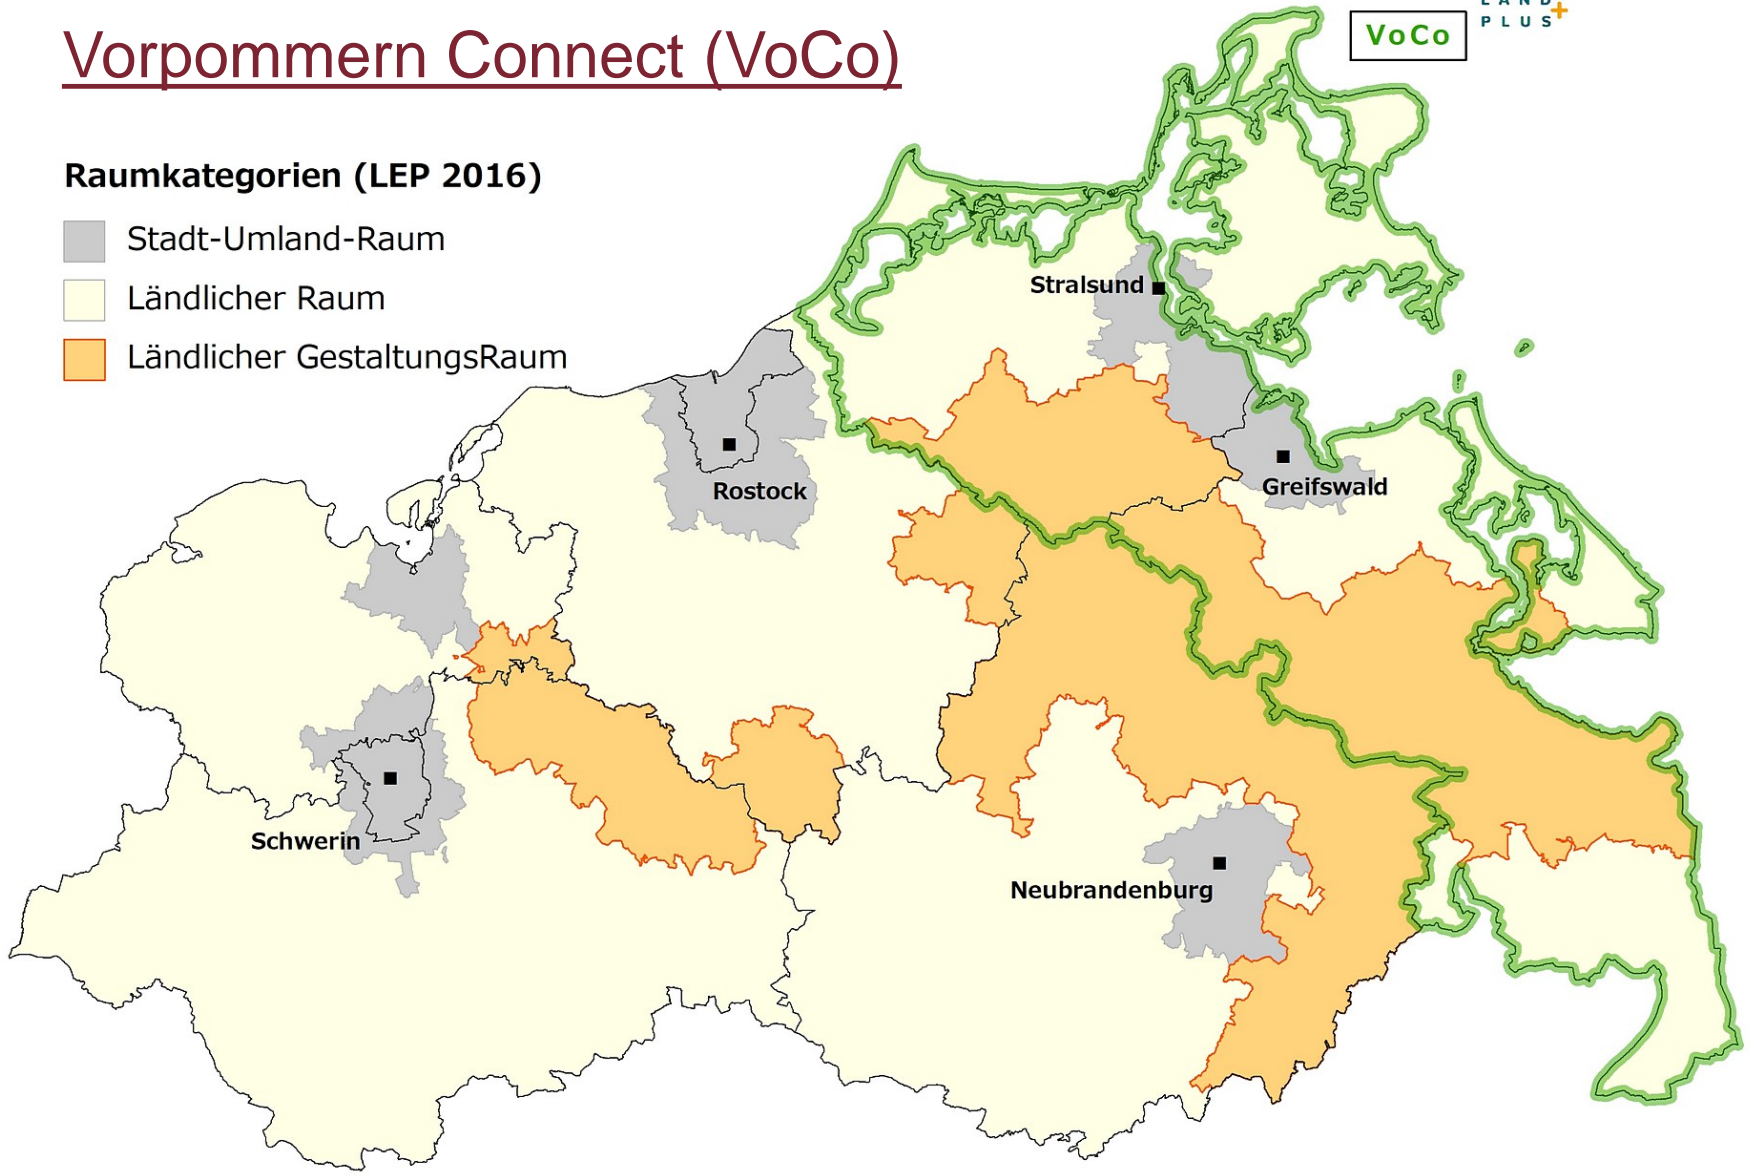 Vorpommern Connect (VoCo)
VoCo
LAND
PLUS
Raumkategorien (LEP 2016)
Stadt-Umland-Raum
Ländlicher Raum
Ländlicher GestaltungsRaum
Stralsund
Greifswald
Rostock
Schwerin
Neubrandenburg